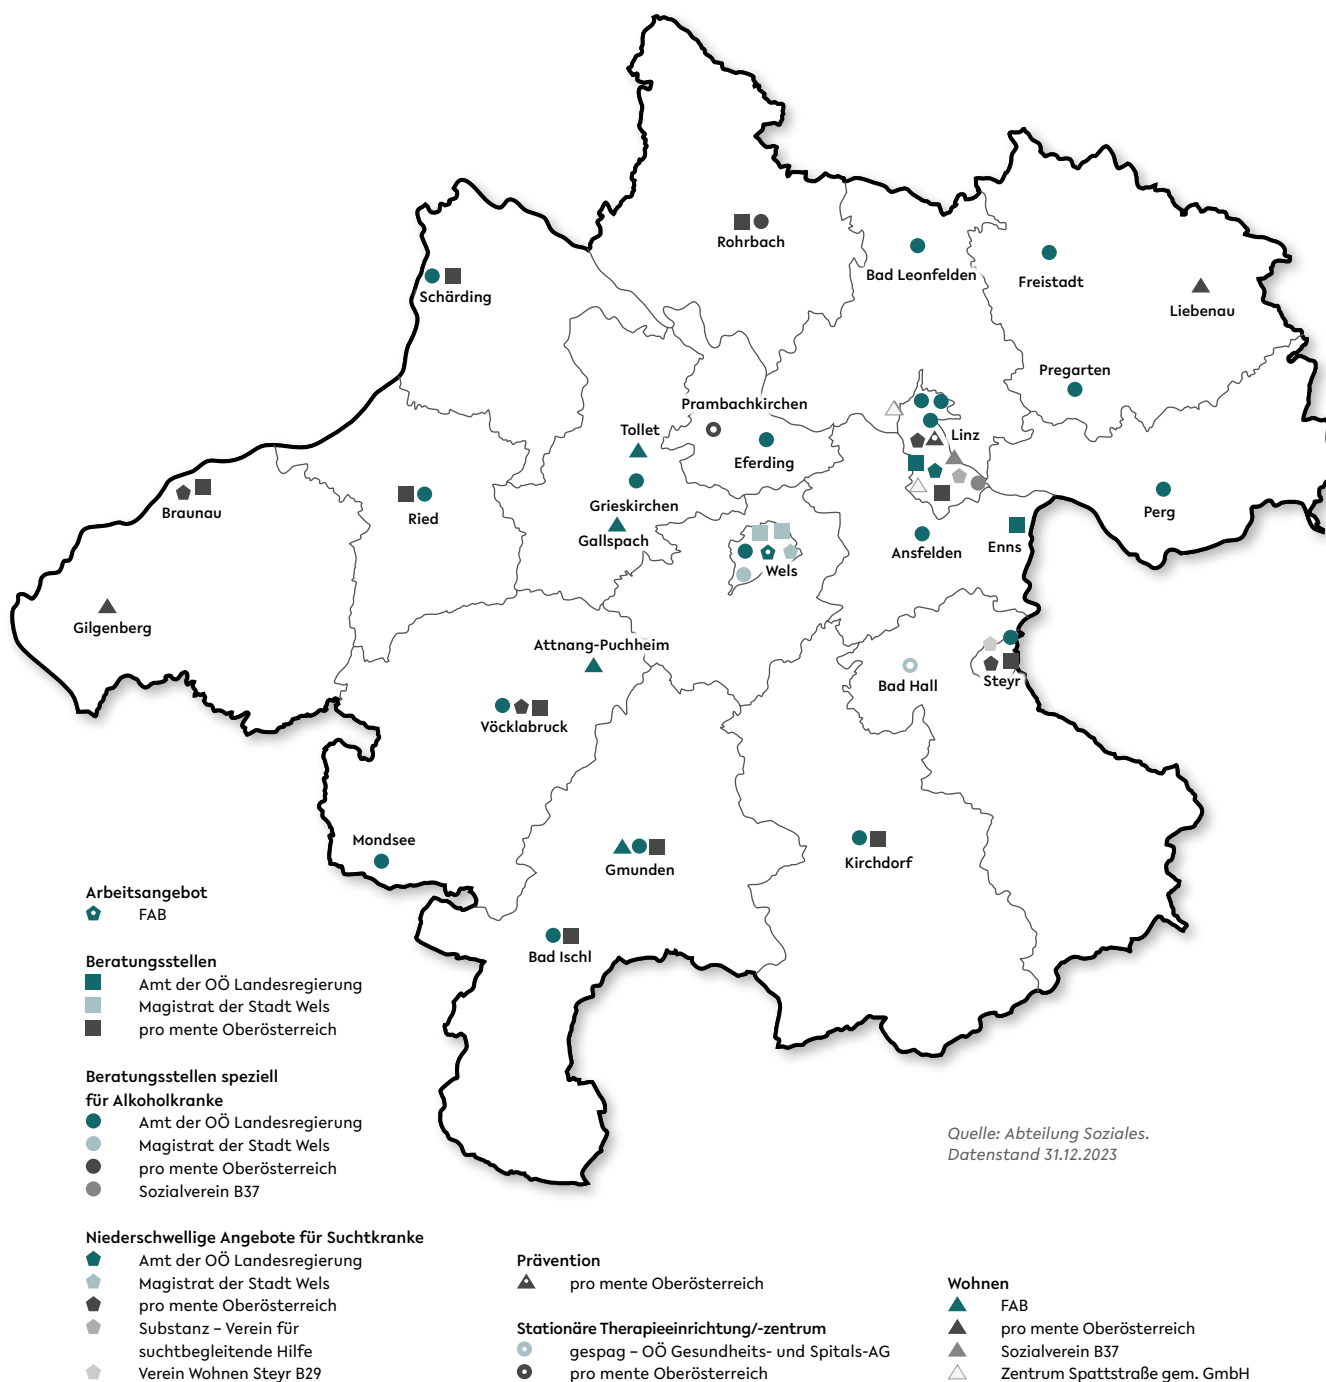 Rohrbach
Bad Leonfelden
Freistadt
Schärding
Liebenau
Pregarten
Prambachkirchen
Tollet
Linz
Eferding
Grieskirchen
Braunau
Ried
Perg
Gallspach
Ansfelden
Enns
Wels
Gilgenberg
Attnang-Puchheim
Bad Hall
Steyr
Vöcklabruck
Mondsee
Gmunden
Kirchdorf
Bad Ischl
Arbeitsangebot
FAB
Beratungsstellen
Amt der OÖ Landesregierung
Magistrat der Stadt Wels
pro mente Oberösterreich
Beratungsstellen speziell
für Alkoholkranke
Amt der OÖ Landesregierung
Magistrat der Stadt Wels
pro mente Oberösterreich
Sozialverein B37
Niederschwellige Angebote für Suchtkranke
Amt der OÖ Landesregierung
Magistrat der Stadt Wels
pro mente Oberösterreich
Substanz – Verein für
suchtbegleitende Hilfe
Verein Wohnen Steyr B29
Prävention
pro mente Oberösterreich
Stationäre Therapieeinrichtung/-zentrum
gespag – OÖ Gesundheits- und Spitals-AG
pro mente Oberösterreich
Quelle: Abteilung Soziales.
Datenstand 31.12.2023
Wohnen
FAB
pro mente Oberösterreich
Sozialverein B37
Zentrum Spattstraße gem. GmbH